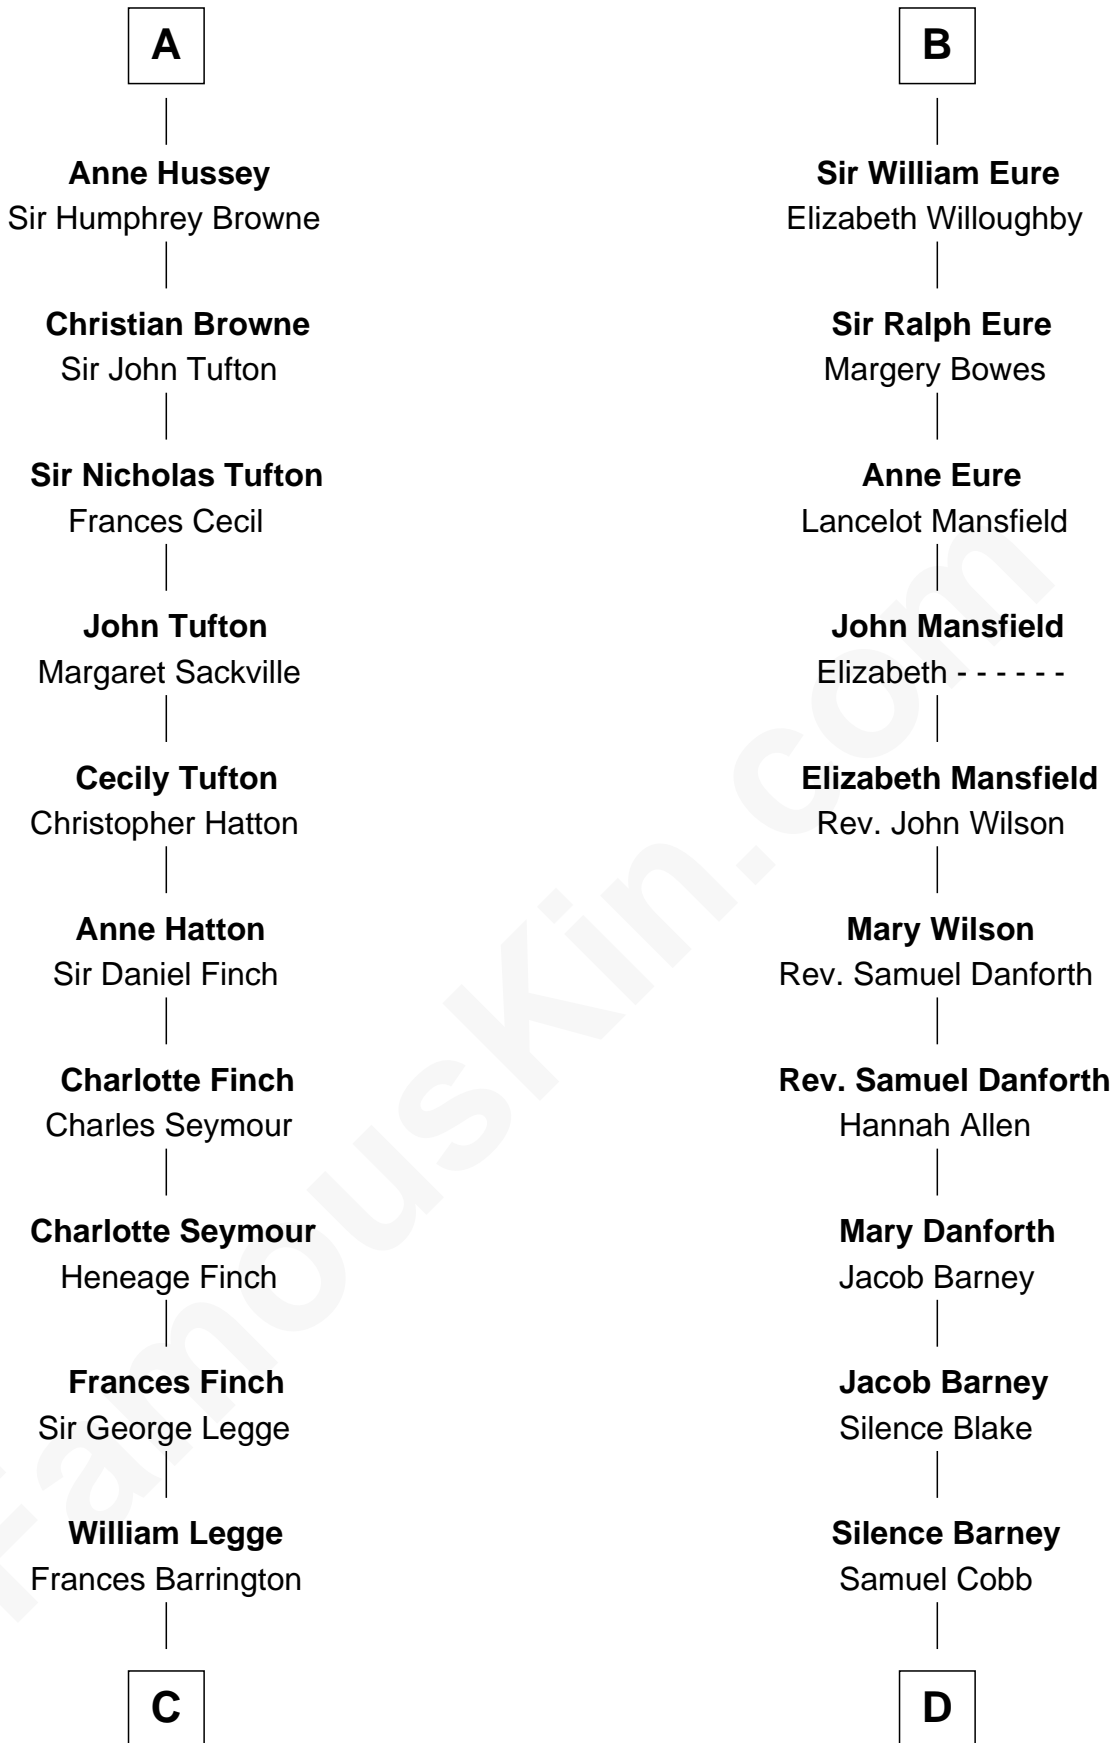 A
Anne Hussey
Sir Humphrey Browne
Christian Browne
Sir John Tufton
Sir Nicholas Tufton
Frances Cecil
John Tufton
Margaret Sackville
Cecily Tufton
Christopher Hatton
Anne Hatton
Sir Daniel Finch
Charlotte Finch
Charles Seymour
Charlotte Seymour
Heneage Finch
Frances Finch
Sir George Legge
William Legge
Frances Barrington
C
B
Sir William Eure
Elizabeth Willoughby
Sir Ralph Eure
Margery Bowes
Anne Eure
Lancelot Mansfield
John Mansfield
Elizabeth - - - - - -
Elizabeth Mansfield
Rev. John Wilson
Mary Wilson
Rev. Samuel Danforth
Rev. Samuel Danforth
Hannah Allen
Mary Danforth
Jacob Barney
Jacob Barney
Silence Blake
Silence Barney
Samuel Cobb
D
FamousKin.com